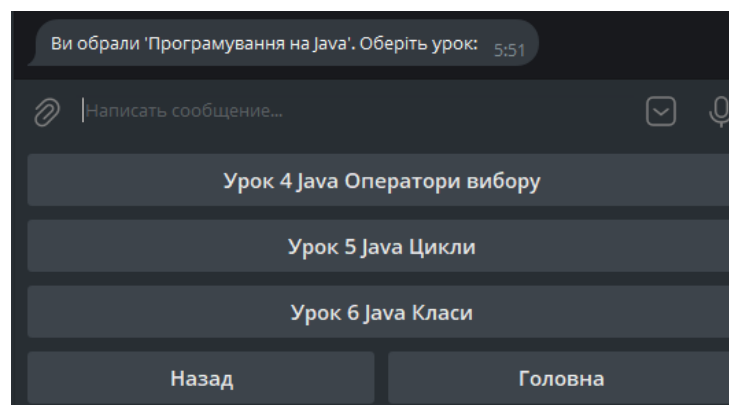 Ви обрали 'Програмування на Java'. Оберіть урок: 5:51
Написать сообщение...
Урок 4 Java Оператори вибору
Урок 5 Java Цикли
Урок 6 Java Класи
Назад Головна